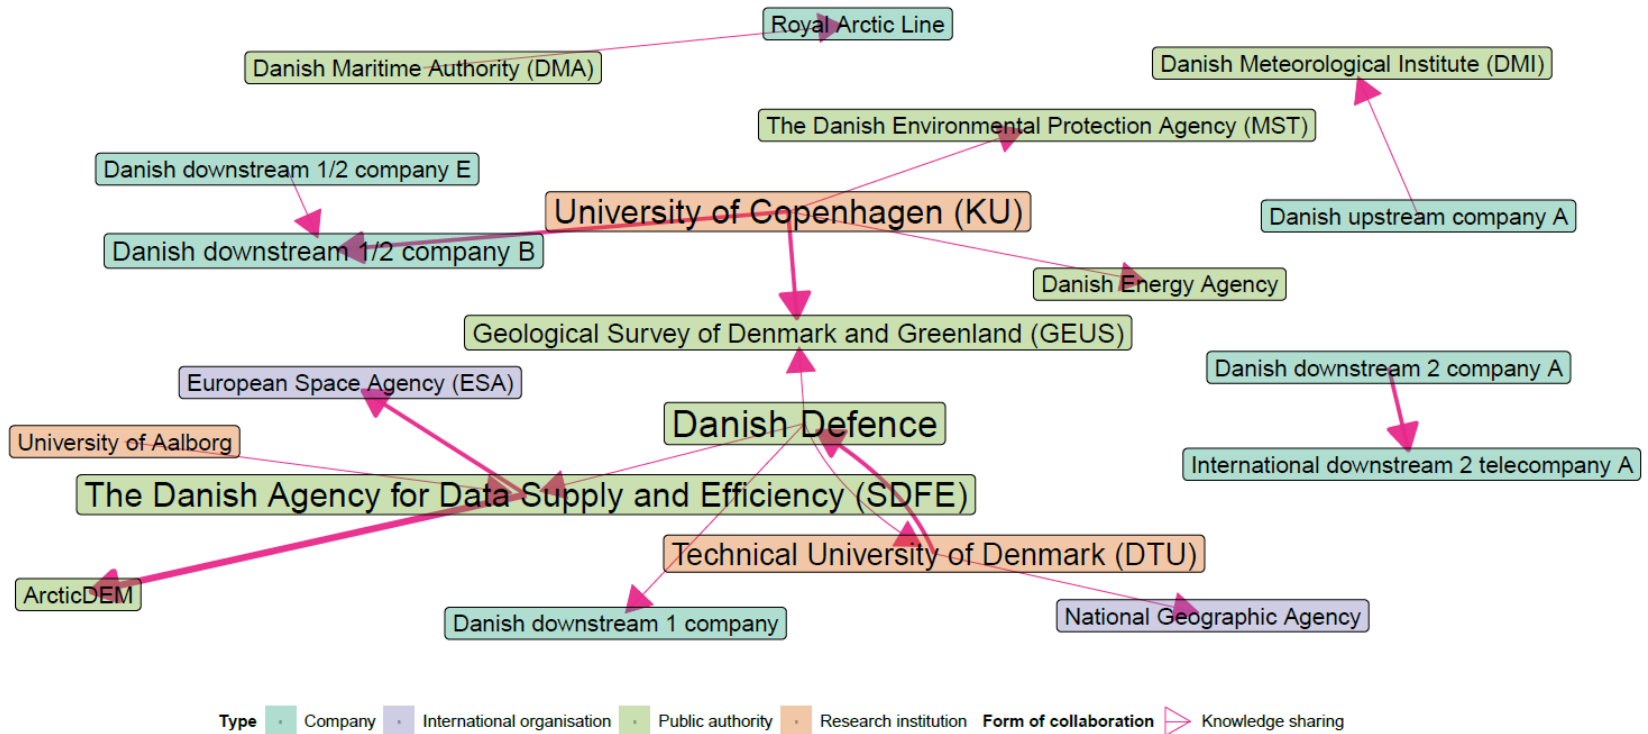 Royal Arctic Line
Danish Maritime Authority (DMA)
Danish Meteorological Institute (DMI)
The Danish Environmental Protection Agency (MST)
Danish downstream 1/2 company E
University of Copenhagen (KU)
Danish upstream company A
Danish downstream 1/2 company B
Danish Energy Agency
Geological Survey of Denmark and Greenland (GEUS)
Danish downstream 2 company A
European Space Agency (ESA)
Danish Defence
University of Aalborg
International downstream 2 telecompany A
The Danish Agency for Data Supply and Efficiency (SDFE)
Technical University of Denmark (DTU)
ArcticDEM
National Geographic Agency
Danish downstream 1 company
Type Company International organisation Public authority Research institution Form of collaboration Knowledge sharing